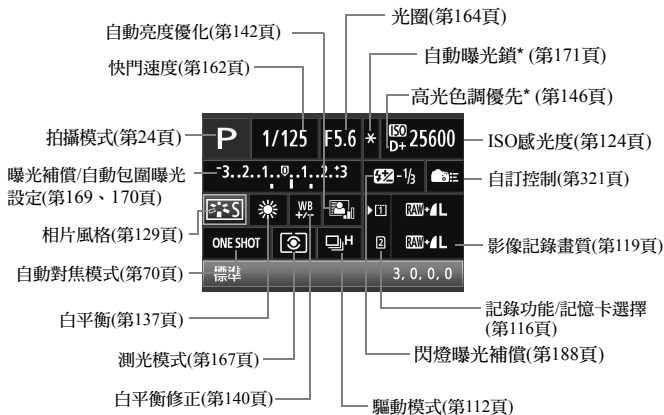 光圈(第164頁)
自動亮度優化(第142頁)
自動曝光鎖* (第171頁)
快門速度(第162頁)
高光色調優先* (第146頁)
拍攝模式(第24頁)
P 1/125 F5.6 * ISO D+ 25600
ISO感光度(第124頁)
曝光補償/自動包圍曝光
設定(第169、170頁)
-3..2..1..0..1..2..+3
-1/3
自訂控制(第321頁)
相片風格(第129頁)
S WB +/- 1 RAW+L
ONE SHOT H 2 RAW+L
影像記錄畫質(第119頁)
自動對焦模式(第70頁)
標準 3, 0, 0, 0
白平衡(第137頁)
記錄功能/記憶卡選擇
(第116頁)
測光模式(第167頁)
閃燈曝光補償(第188頁)
白平衡修正(第140頁)
驅動模式(第112頁)